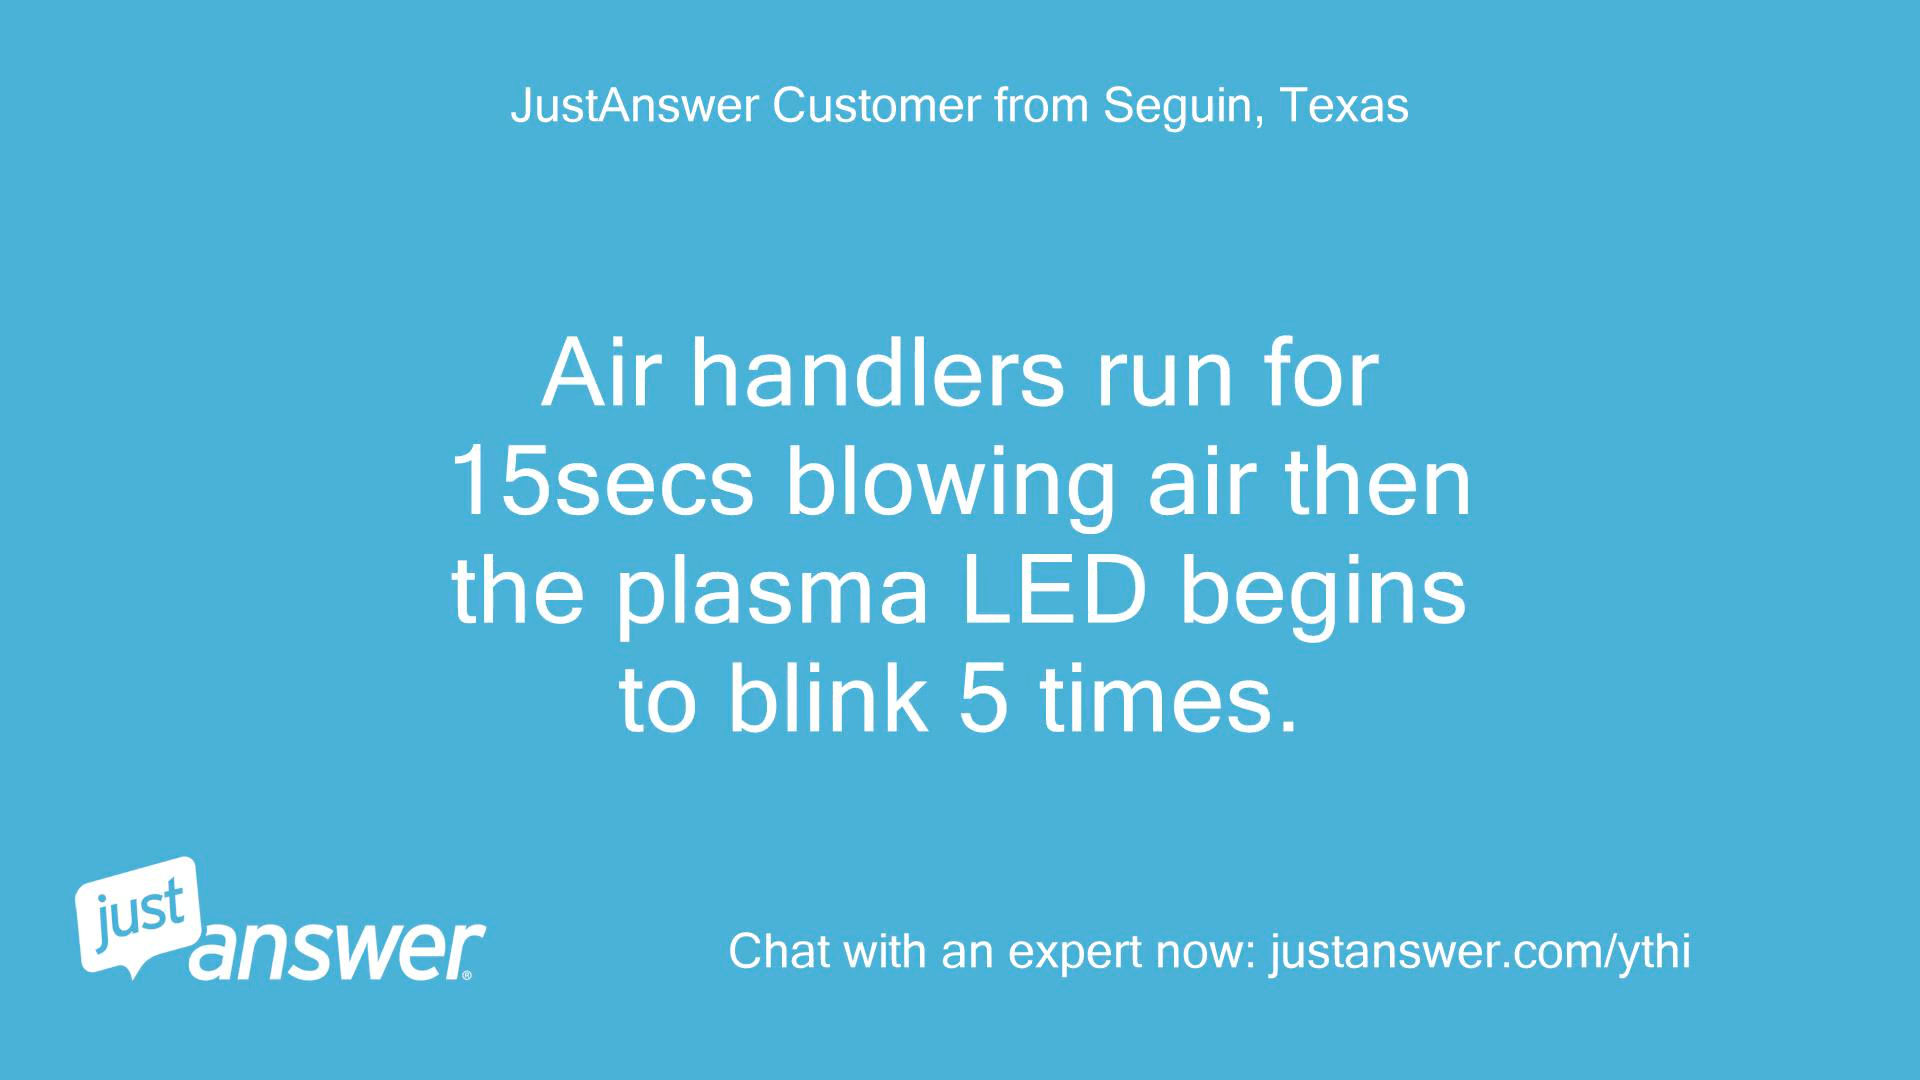 JustAnswer Customer from Seguin, Texas
Air handlers run for
15secs blowing air then
the plasma LED begins
to blink 5 times.
just
answer®
Chat with an expert now: justanswer.com/ythi